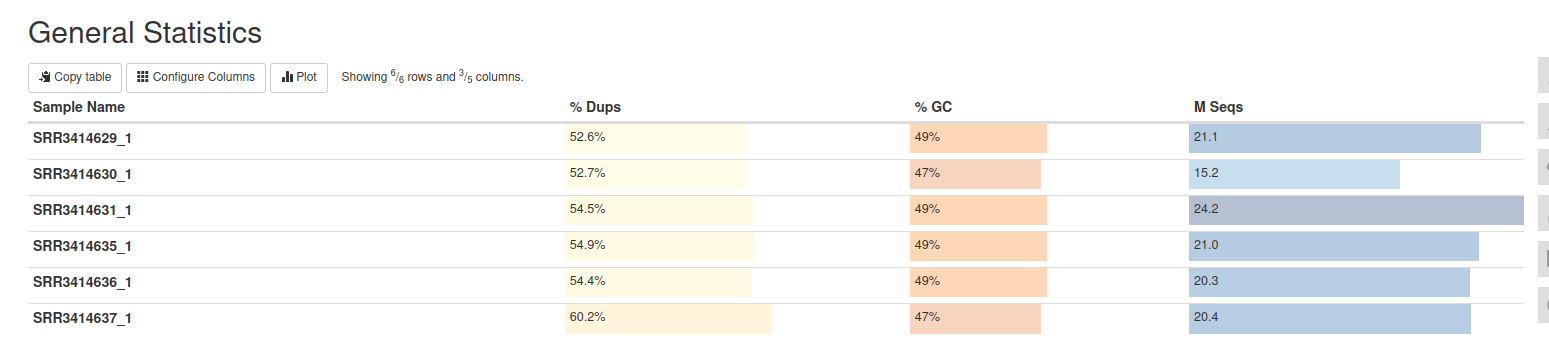 General Statistics
Copy table Configure Columns Plot Showing 6/6 rows and 3/5 columns.
Sample Name % Dups % GC M Seqs
SRR3414629_1 52.6% 49% 21.1
SRR3414630_1 52.7% 47% 15.2
SRR3414631_1 54.5% 49% 24.2
SRR3414635_1 54.9% 49% 21.0
SRR3414636_1 54.4% 49% 20.3
SRR3414637_1 60.2% 47% 20.4